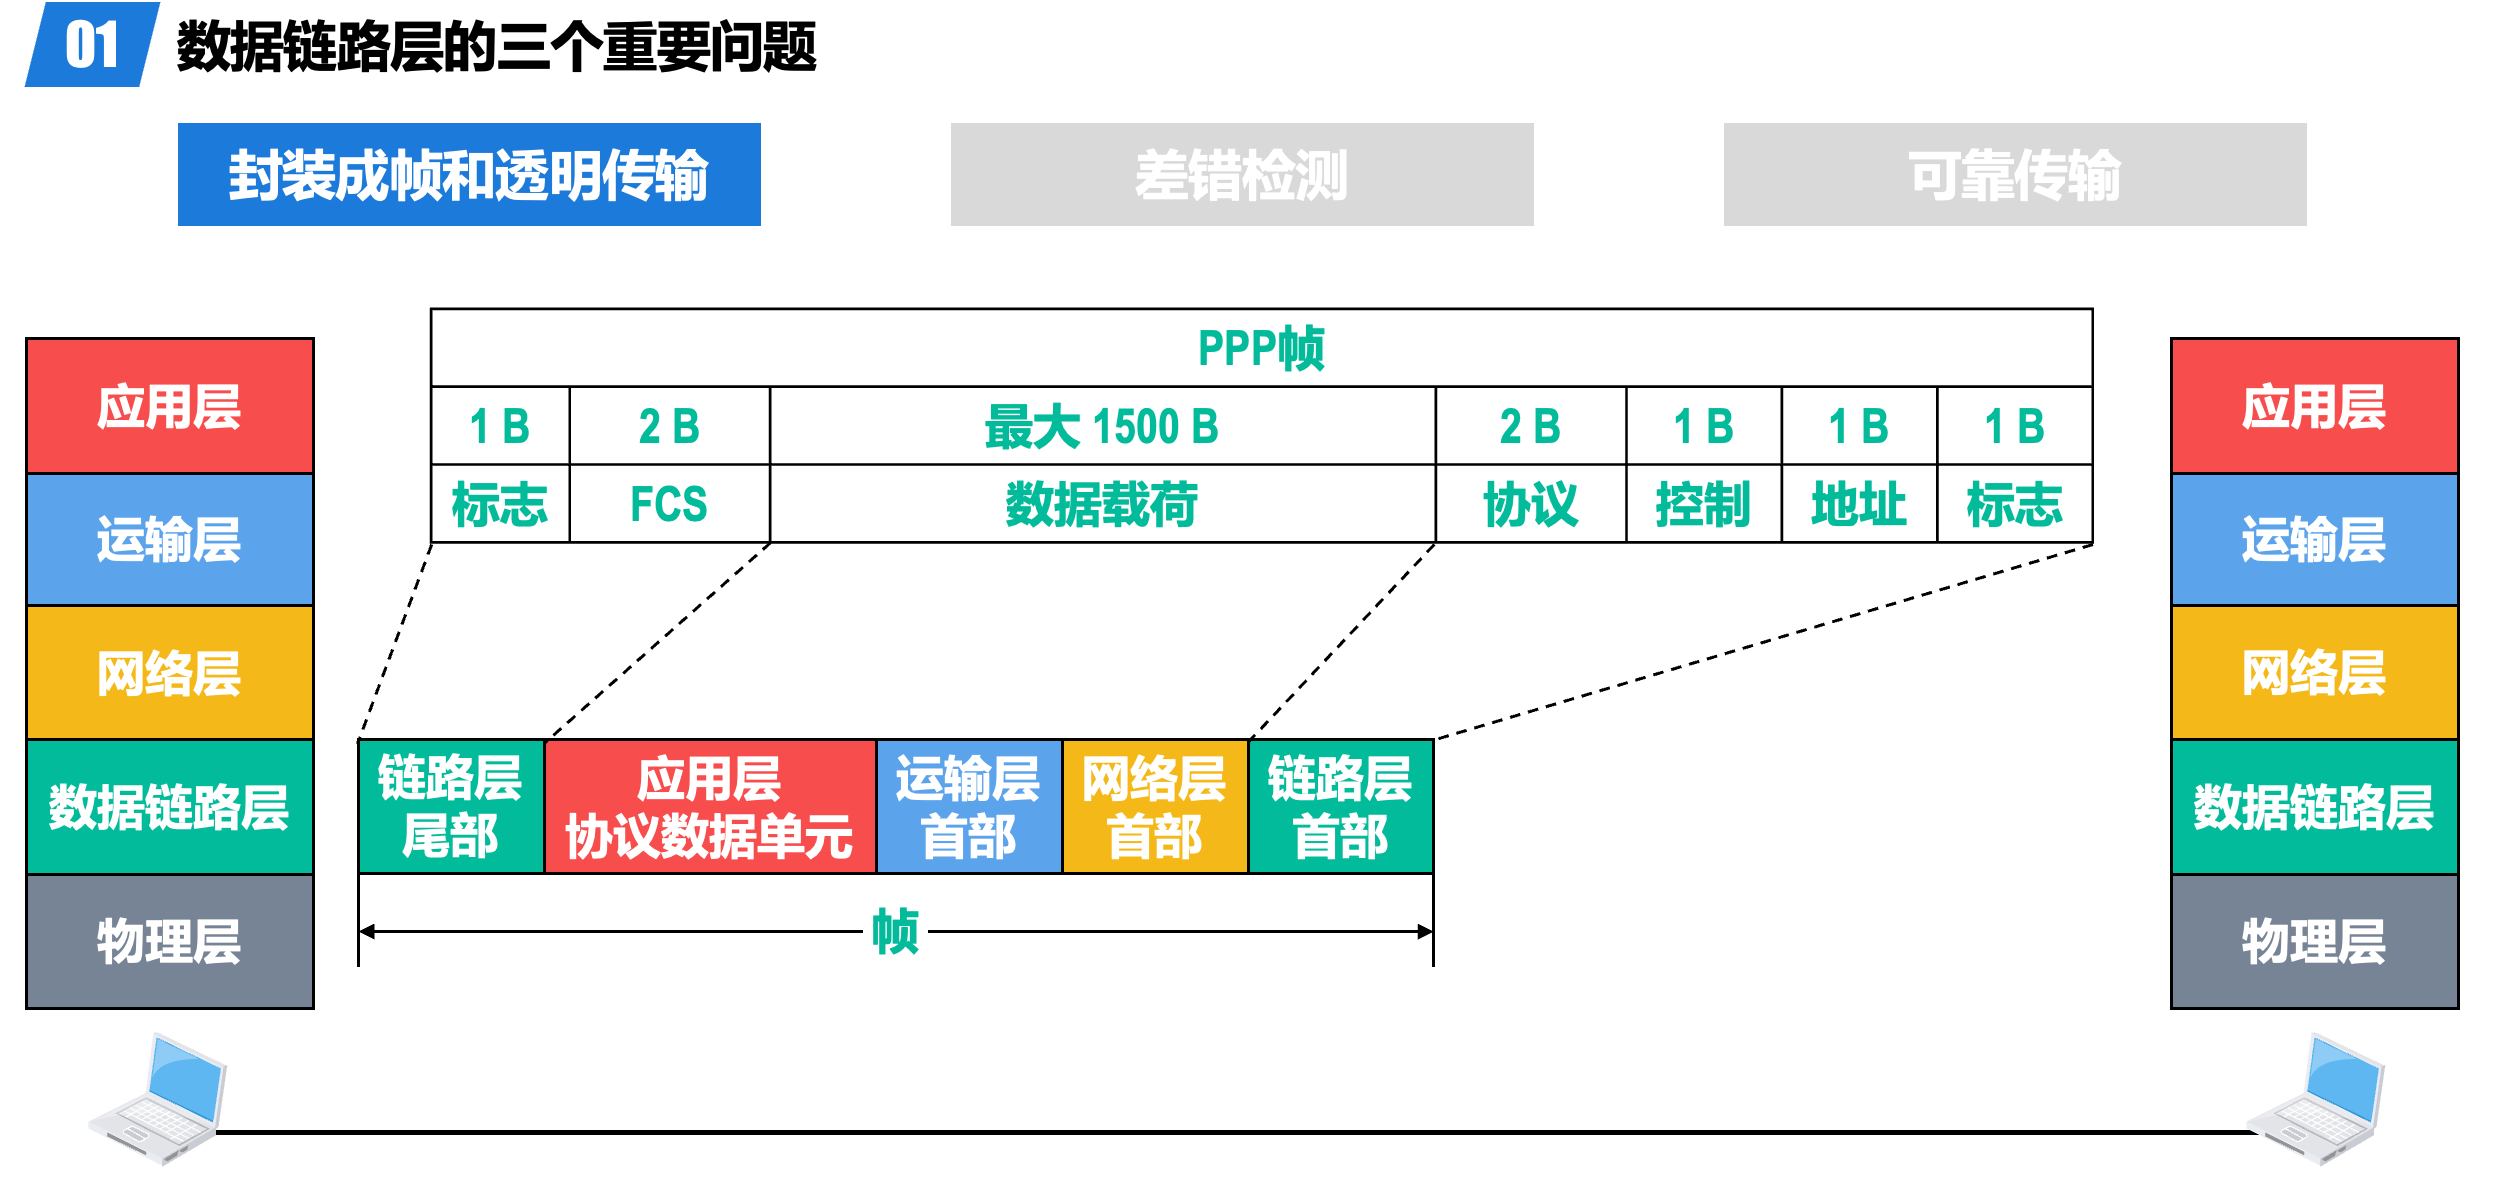 01 数据链路层的三个重要问题
封装成帧和透明传输
差错检测
可靠传输
PPP帧
1 B 2 B 最大 1500 B 2 B 1 B 1 B 1 B
标志 FCS 数据载荷 协议 控制 地址 标志
应用层
运输层
网络层
数据链路层
物理层
链路层
尾部
应用层
协议数据单元
运输层
首部
网络层
首部
链路层
首部
帧
应用层
运输层
网络层
数据链路层
物理层